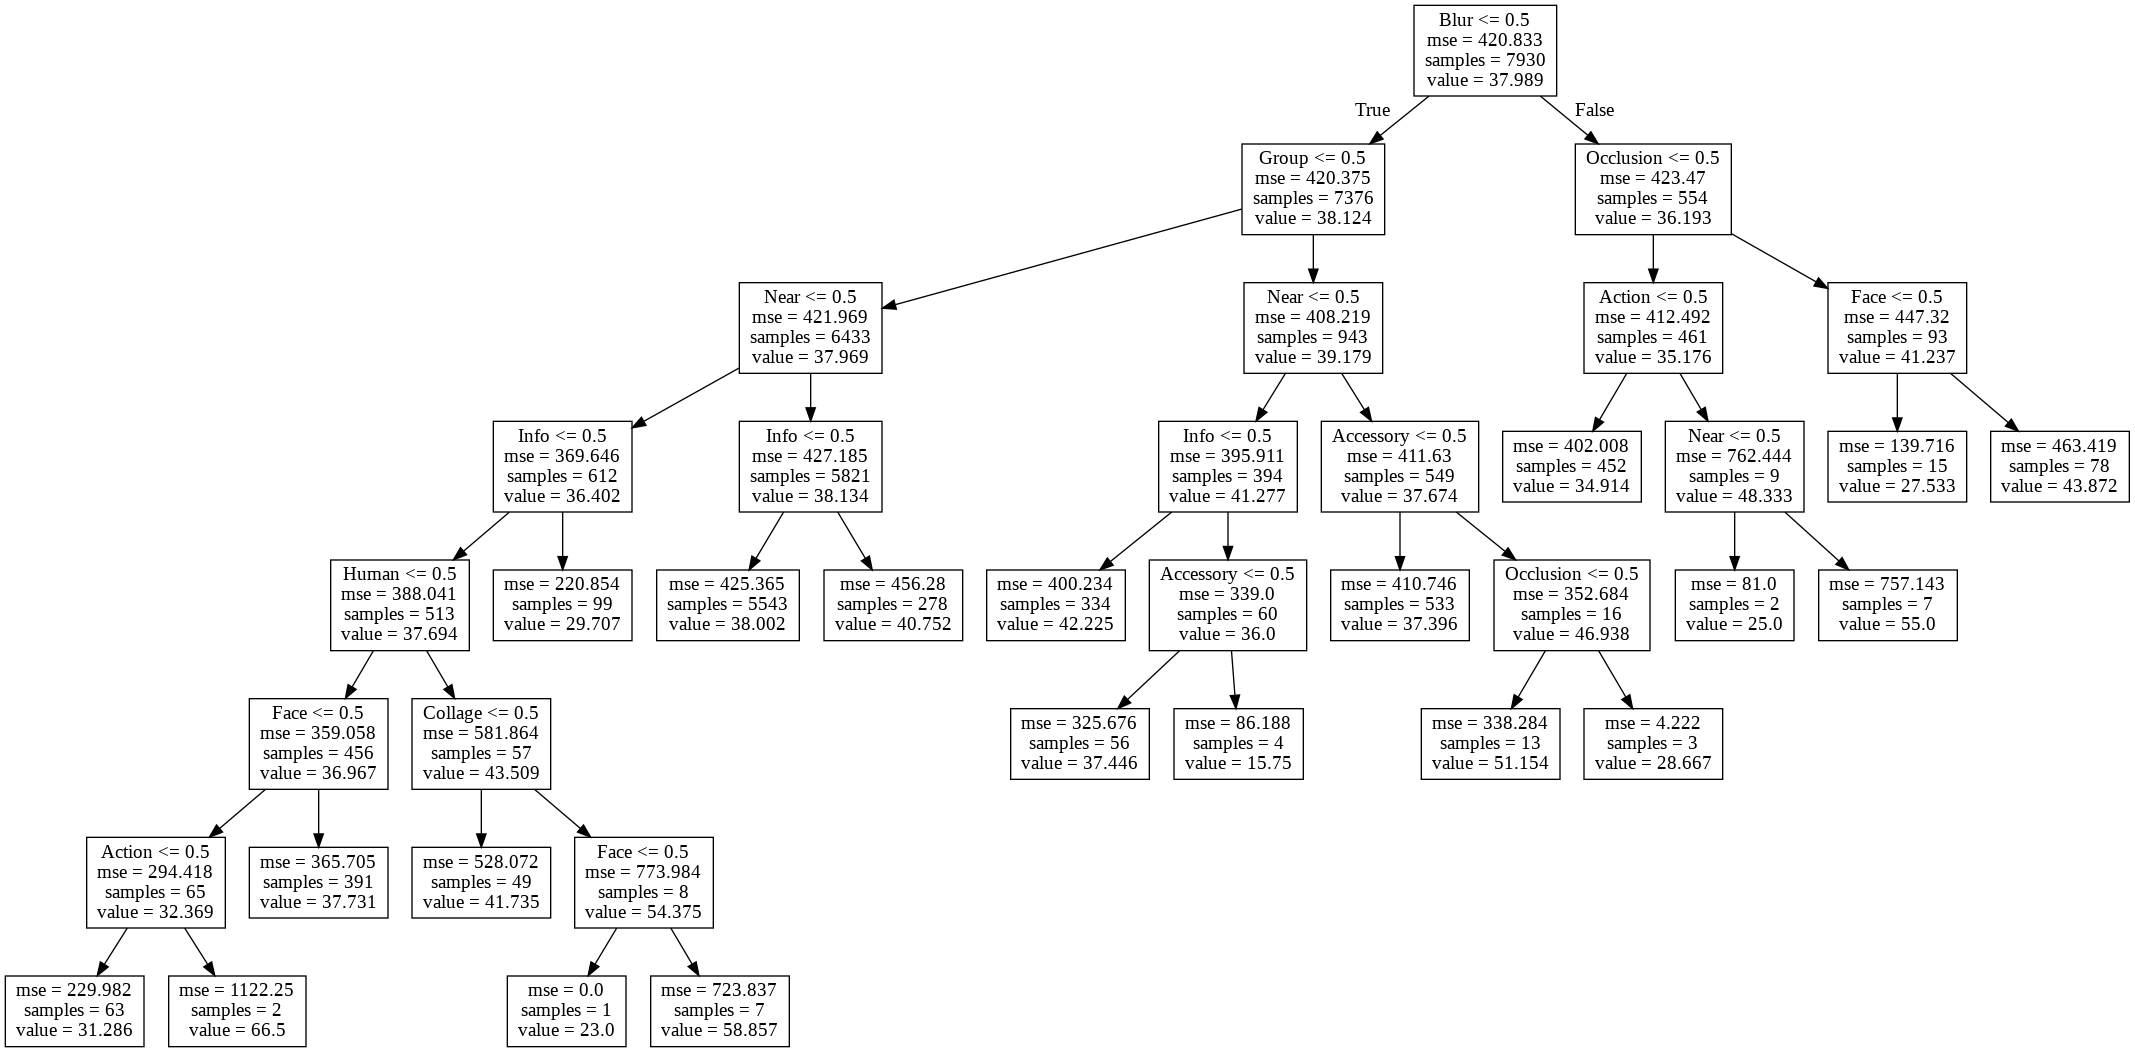 Blur <= 0.5
mse = 420.833
samples = 7930
value = 37.989
True
False
Group <= 0.5
mse = 420.375
samples = 7376
value = 38.124
Occlusion <= 0.5
mse = 423.47
samples = 554
value = 36.193
Near <= 0.5
mse = 421.969
samples = 6433
value = 37.969
Near <= 0.5
mse = 408.219
samples = 943
value = 39.179
Action <= 0.5
mse = 412.492
samples = 461
value = 35.176
Face <= 0.5
mse = 447.32
samples = 93
value = 41.237
Info <= 0.5
mse = 369.646
samples = 612
value = 36.402
Info <= 0.5
mse = 427.185
samples = 5821
value = 38.134
Info <= 0.5
mse = 395.911
samples = 394
value = 41.277
Accessory <= 0.5
mse = 411.63
samples = 549
value = 37.674
mse = 402.008
samples = 452
value = 34.914
Near <= 0.5
mse = 762.444
samples = 9
value = 48.333
mse = 139.716
samples = 15
value = 27.533
mse = 463.419
samples = 78
value = 43.872
Human <= 0.5
mse = 388.041
samples = 513
value = 37.694
mse = 220.854
samples = 99
value = 29.707
mse = 425.365
samples = 5543
value = 38.002
mse = 456.28
samples = 278
value = 40.752
mse = 400.234
samples = 334
value = 42.225
Accessory <= 0.5
mse = 339.0
samples = 60
value = 36.0
mse = 410.746
samples = 533
value = 37.396
Occlusion <= 0.5
mse = 352.684
samples = 16
value = 46.938
mse = 81.0
samples = 2
value = 25.0
mse = 757.143
samples = 7
value = 55.0
Face <= 0.5
mse = 359.058
samples = 456
value = 36.967
Collage <= 0.5
mse = 581.864
samples = 57
value = 43.509
mse = 325.676
samples = 56
value = 37.446
mse = 86.188
samples = 4
value = 15.75
mse = 338.284
samples = 13
value = 51.154
mse = 4.222
samples = 3
value = 28.667
Action <= 0.5
mse = 294.418
samples = 65
value = 32.369
mse = 365.705
samples = 391
value = 37.731
mse = 528.072
samples = 49
value = 41.735
Face <= 0.5
mse = 773.984
samples = 8
value = 54.375
mse = 229.982
samples = 63
value = 31.286
mse = 1122.25
samples = 2
value = 66.5
mse = 0.0
samples = 1
value = 23.0
mse = 723.837
samples = 7
value = 58.857